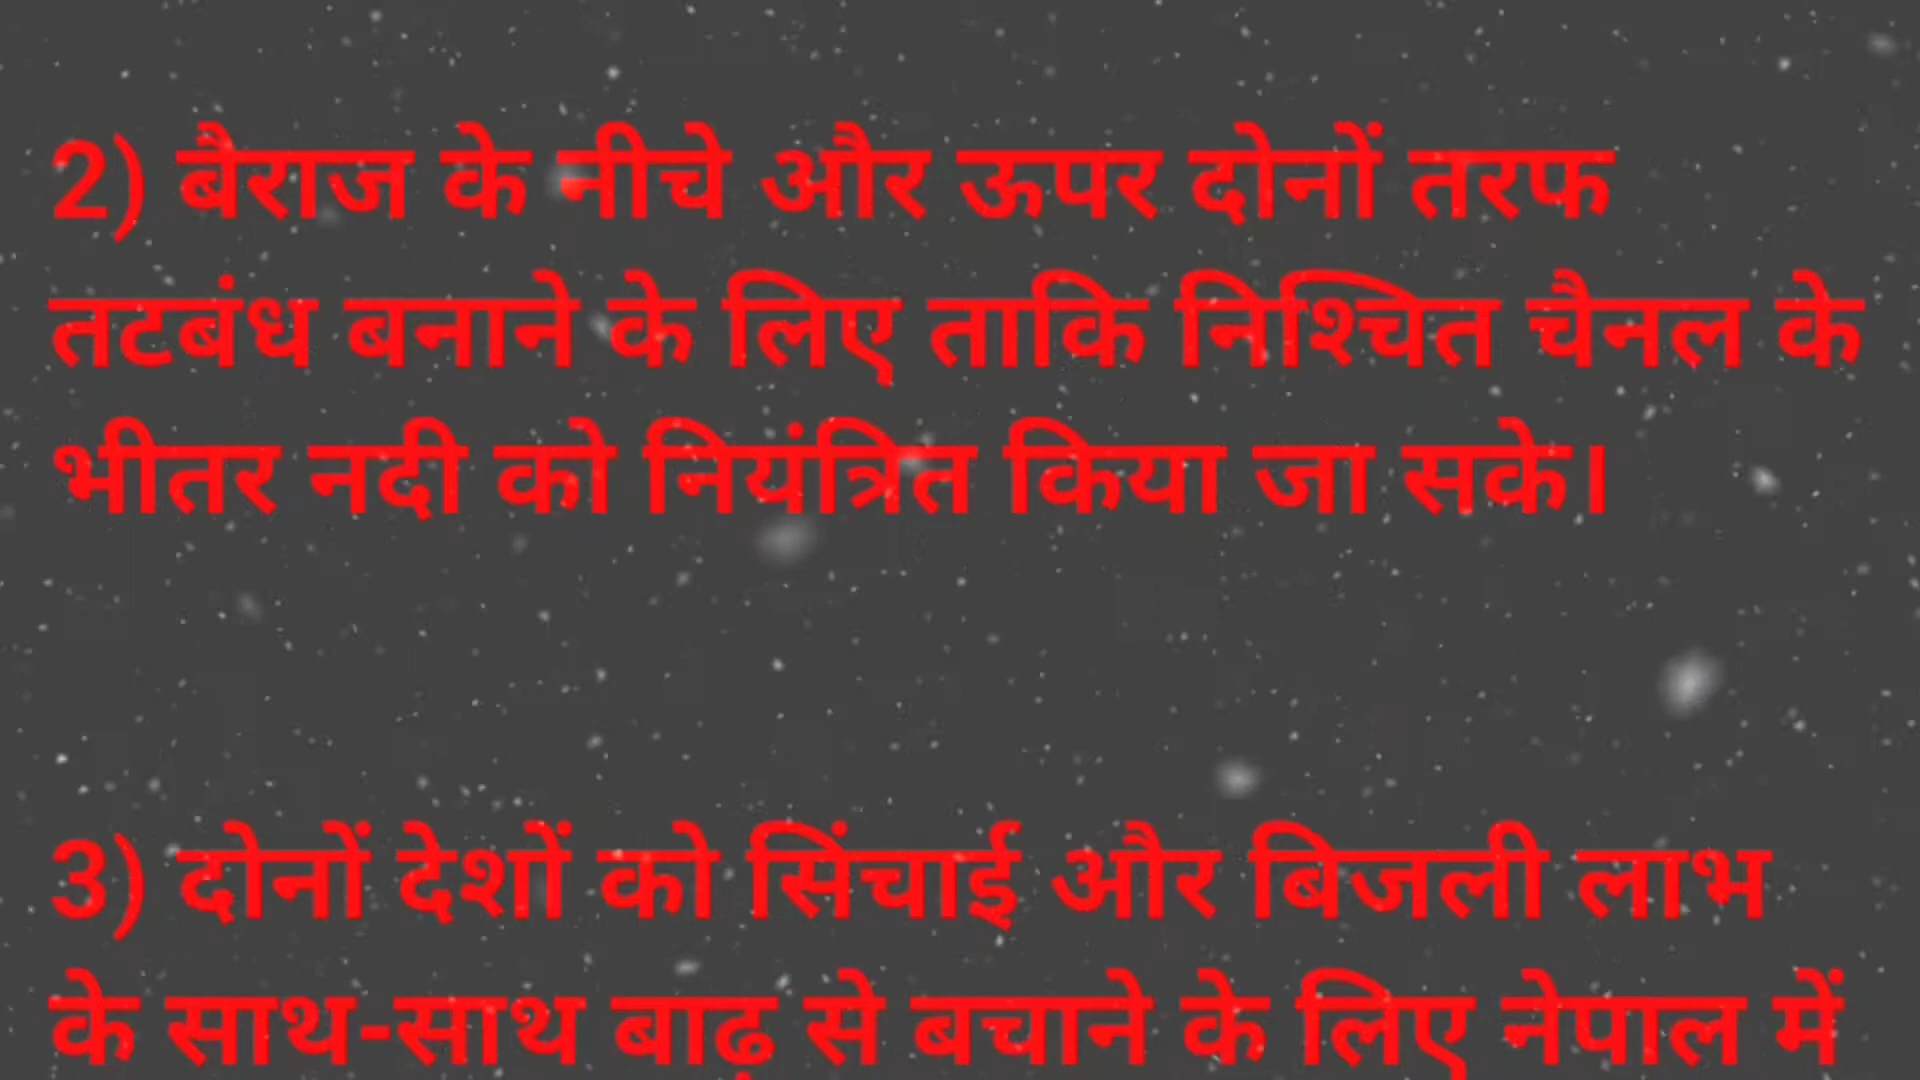 2) बैराज के नीचे और ऊपर दोनों तरफ
तटबंध बनाने के लिए ताकि निश्चित चैनल के
भीतर नदी को नियंत्रित किया जा सके।
3) दोनों देशों को सिंचाई और बिजली लाभ
के साथ-साथ बाढ़ से बचाने के लिए नेपाल में